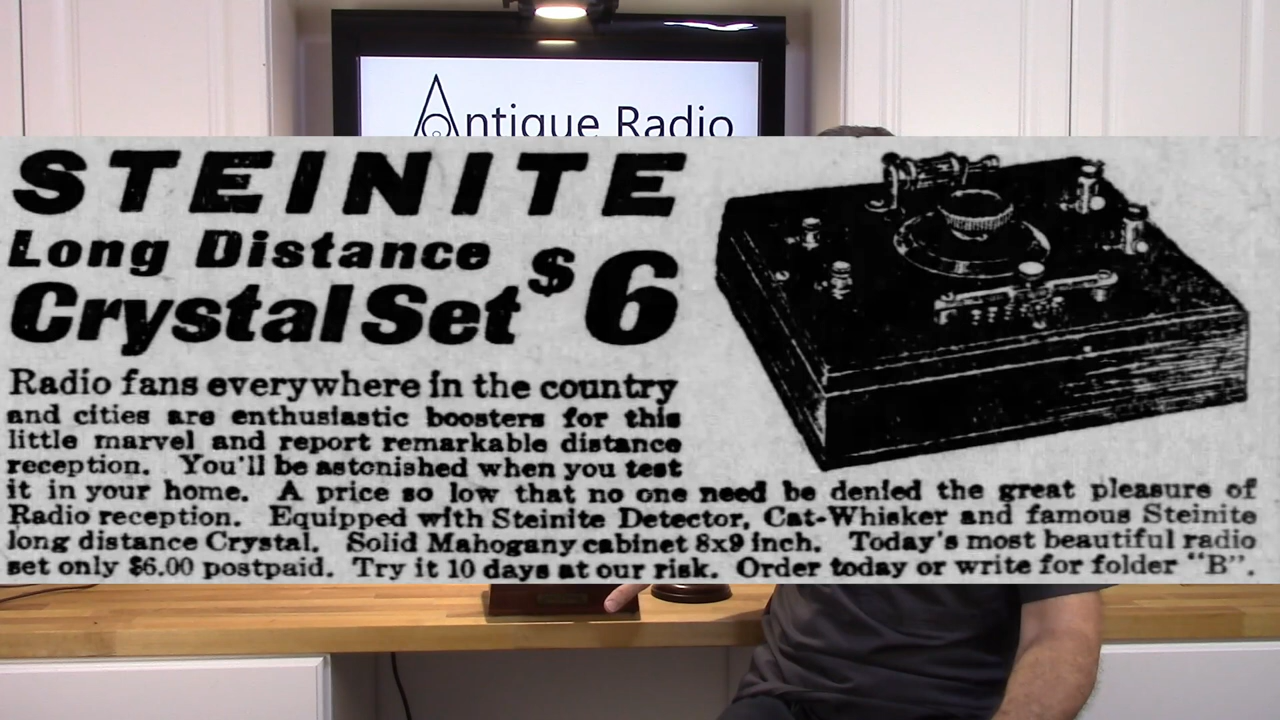 Antique Radio
STEINITE
Long Distance
Crystal Set $6
Radio fans everywhere in the country
and cities are enthusiastic boosters for this
little marvel and report remarkable distance
reception. You'll be astonished when you test
it in your home. A price so low that no one need be denied the great pleasure of
Radio reception. Equipped with Steinite Detector, Cat-Whisker and famous Steinite
long distance Crystal. Solid Mahogany cabinet 8x9 inch. Today's most beautiful radio
set only $6.00 postpaid. Try it 10 days at our risk. Order today or write for folder "B".